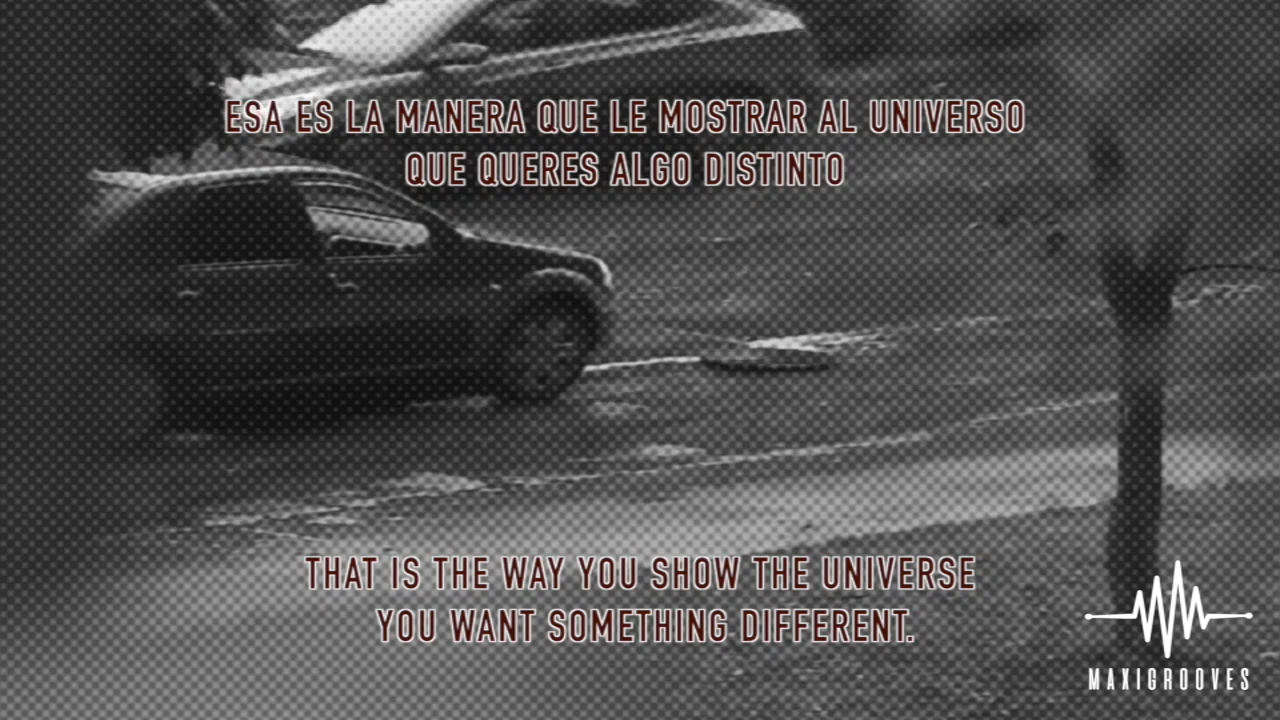 ESA ES LA MANERA QUE LE MOSTRAR AL UNIVERSO
QUE QUERES ALGO DISTINTO
THAT IS THE WAY YOU SHOW THE UNIVERSE
YOU WANT SOMETHING DIFFERENT.
MAXIGROOVES